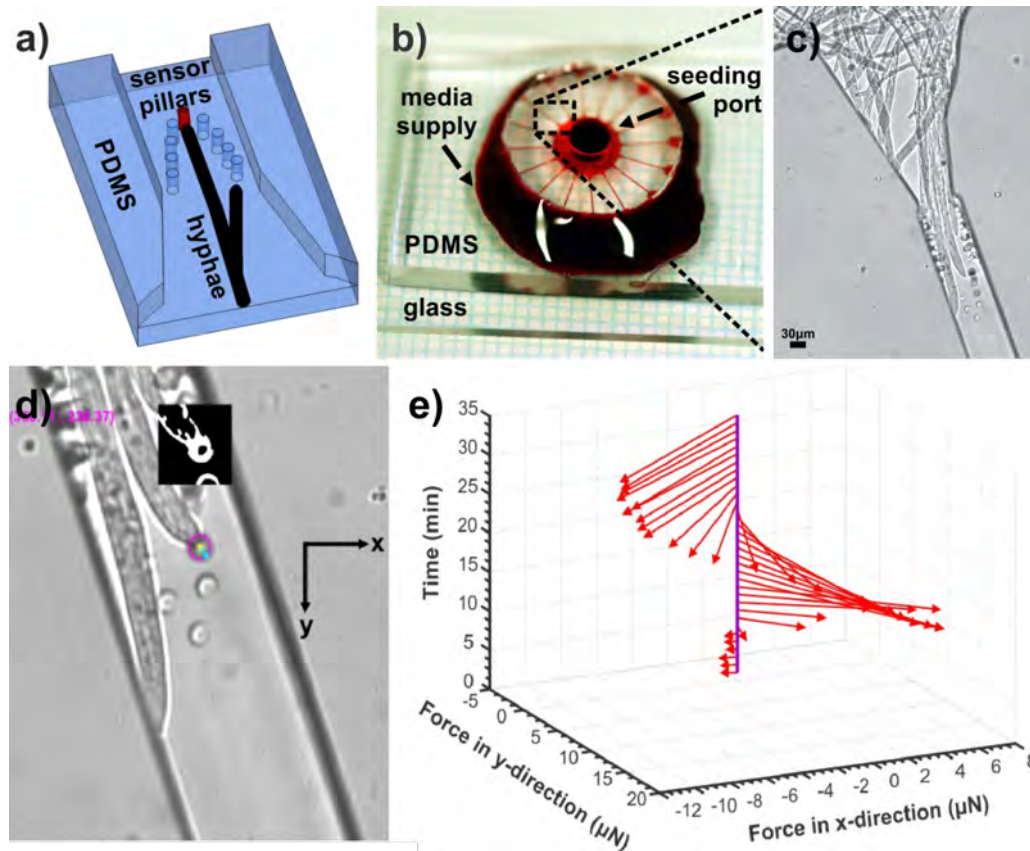 a)
sensor
pillars
PDMS
hyphae
b)
media
supply
seeding
port
PDMS
glass
c)
30µm
d)
x
y
e)
Time (min)
35
30
25
20
15
10
5
0
-5
0
5
10
15
20
Force in y-direction (µN)
-12 -10 -8 -6 -4 -2 0 2 4 6 8
Force in x-direction (µN)